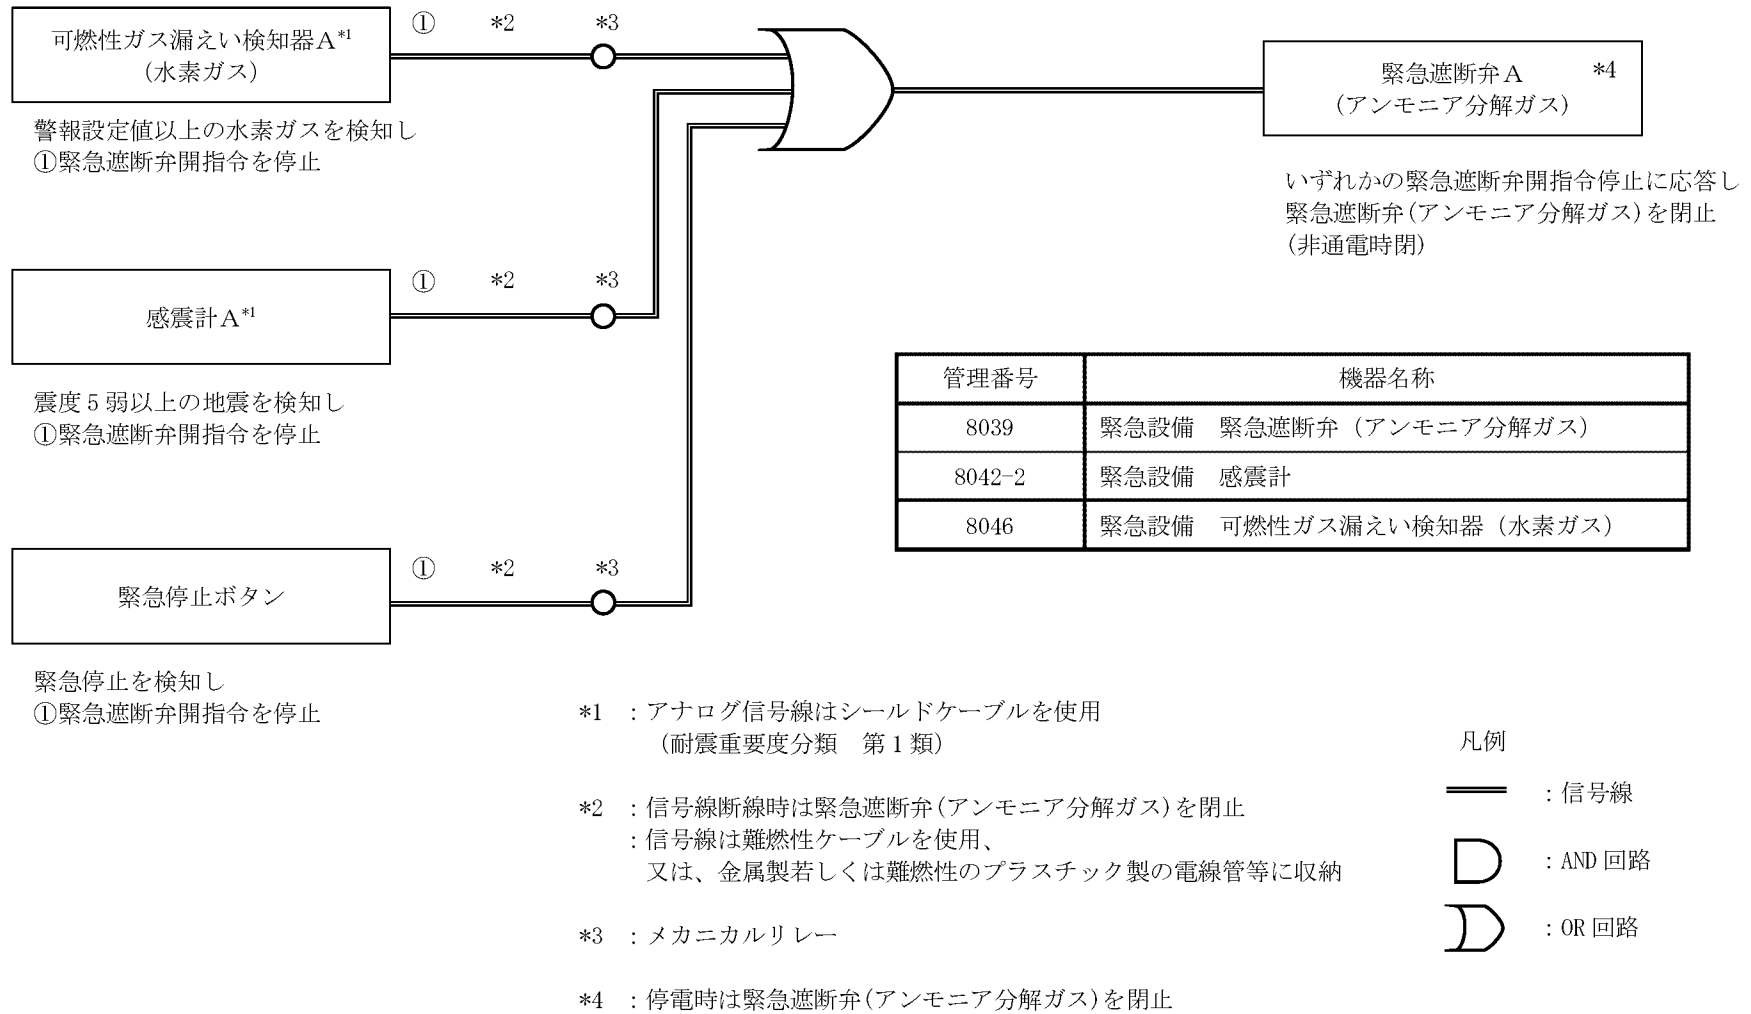 可燃性ガス漏えい検知器A*1
(水素ガス)
① *2 *3
警報設定値以上の水素ガスを検知し
①緊急遮断弁開指令を停止
緊急遮断弁A *4
(アンモニア分解ガス)
いずれかの緊急遮断弁開指令停止に応答し
緊急遮断弁(アンモニア分解ガス)を閉止
(非通電時閉)
感震計A*1
① *2 *3
震度5弱以上の地震を検知し
①緊急遮断弁開指令を停止
管理番号 機器名称
8039 緊急設備 緊急遮断弁（アンモニア分解ガス）
8042-2 緊急設備 感震計
8046 緊急設備 可燃性ガス漏えい検知器（水素ガス）
緊急停止ボタン
① *2 *3
緊急停止を検知し
①緊急遮断弁開指令を停止
*1 ：アナログ信号線はシールドケーブルを使用
（耐震重要度分類 第1類）
*2 ：信号線断線時は緊急遮断弁(アンモニア分解ガス)を閉止
：信号線は難燃性ケーブルを使用、
又は、金属製若しくは難燃性のプラスチック製の電線管等に収納
*3 ：メカニカルリレー
*4 ：停電時は緊急遮断弁(アンモニア分解ガス)を閉止
凡例
：信号線
：AND回路
：OR回路